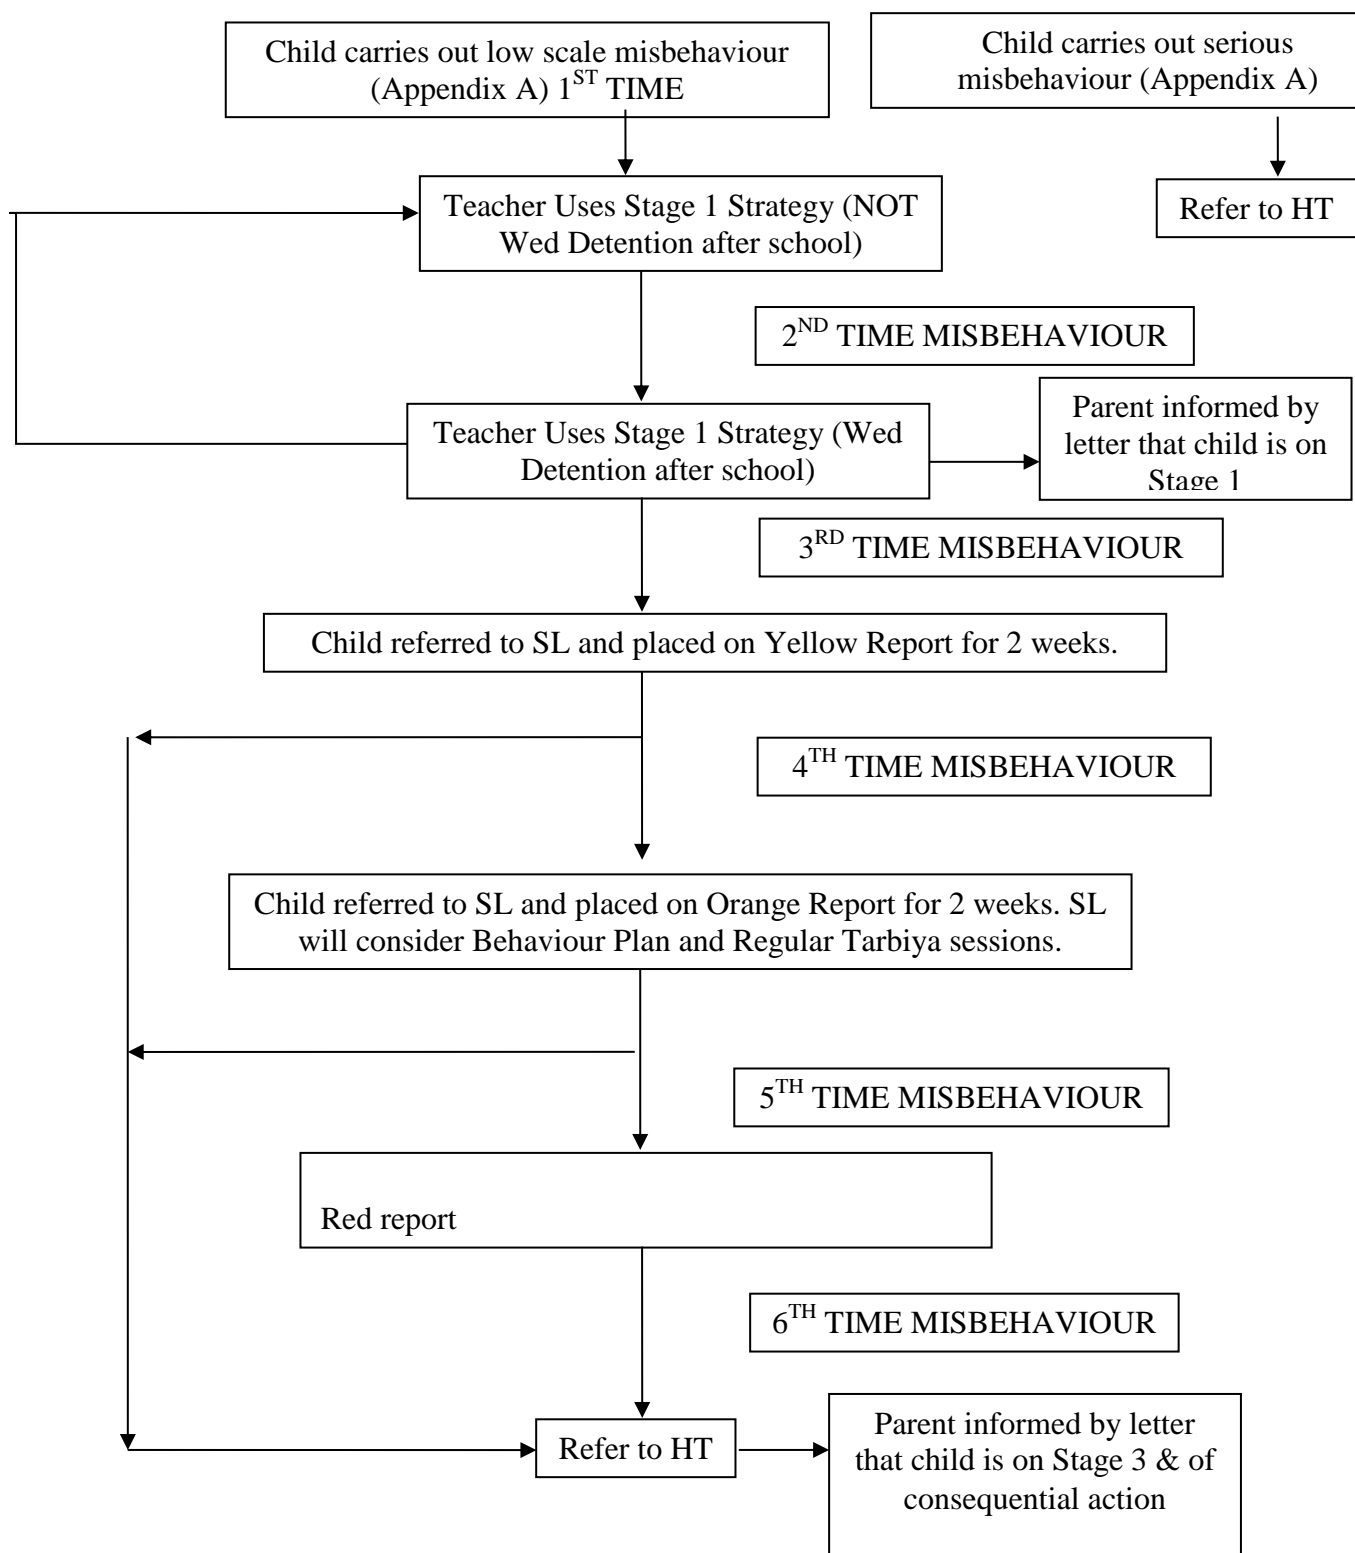 Child carries out low scale misbehaviour
(Appendix A) 1ST TIME
Child carries out serious
misbehaviour (Appendix A)
Teacher Uses Stage 1 Strategy (NOT
Wed Detention after school)
Refer to HT
2ND TIME MISBEHAVIOUR
Teacher Uses Stage 1 Strategy (Wed
Detention after school)
Parent informed by
letter that child is on
Stage 1
3RD TIME MISBEHAVIOUR
Child referred to SL and placed on Yellow Report for 2 weeks.
4TH TIME MISBEHAVIOUR
Child referred to SL and placed on Orange Report for 2 weeks. SL
will consider Behaviour Plan and Regular Tarbiya sessions.
5TH TIME MISBEHAVIOUR
Red report
6TH TIME MISBEHAVIOUR
Refer to HT
Parent informed by letter
that child is on Stage 3 & of
consequential action